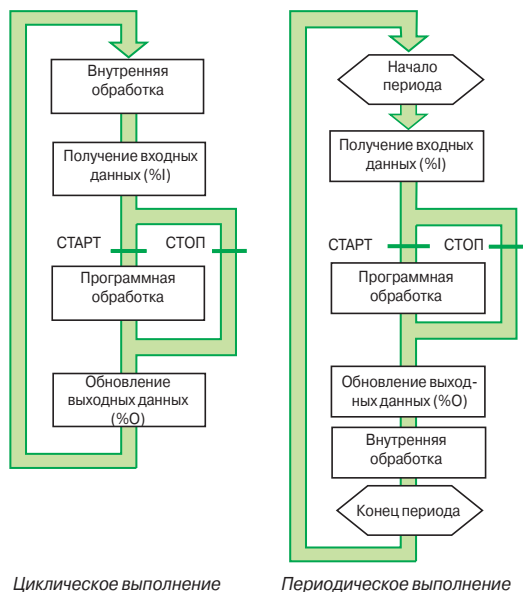 Внутренняя
обработка
Получение входных
данных (%I)
СТАРТ СТОП
Программная
обработка
Обновление
выходных данных
(%O)
Циклическое выполнение
Начало
периода
Получение входных
данных (%I)
СТАРТ СТОП
Программная
обработка
Обновление выход-
ных данных (%O)
Внутренняя
обработка
Конец периода
Периодическое выполнение